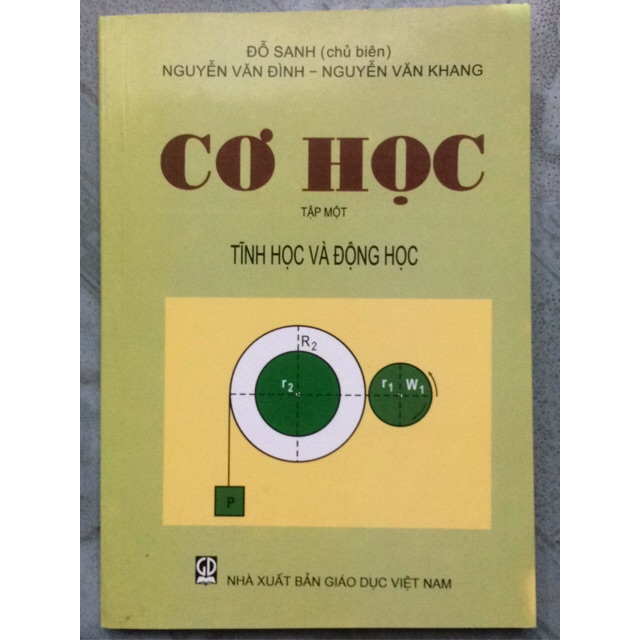 ĐỖ SANH (chủ biên)
NGUYỄN VĂN ĐÌNH – NGUYỄN VĂN KHANG
CƠ HỌC
TẬP MỘT
TĨNH HỌC VÀ ĐỘNG HỌC
R2
r2
r1 W1
P
GD
NHÀ XUẤT BẢN GIÁO DỤC VIỆT NAM